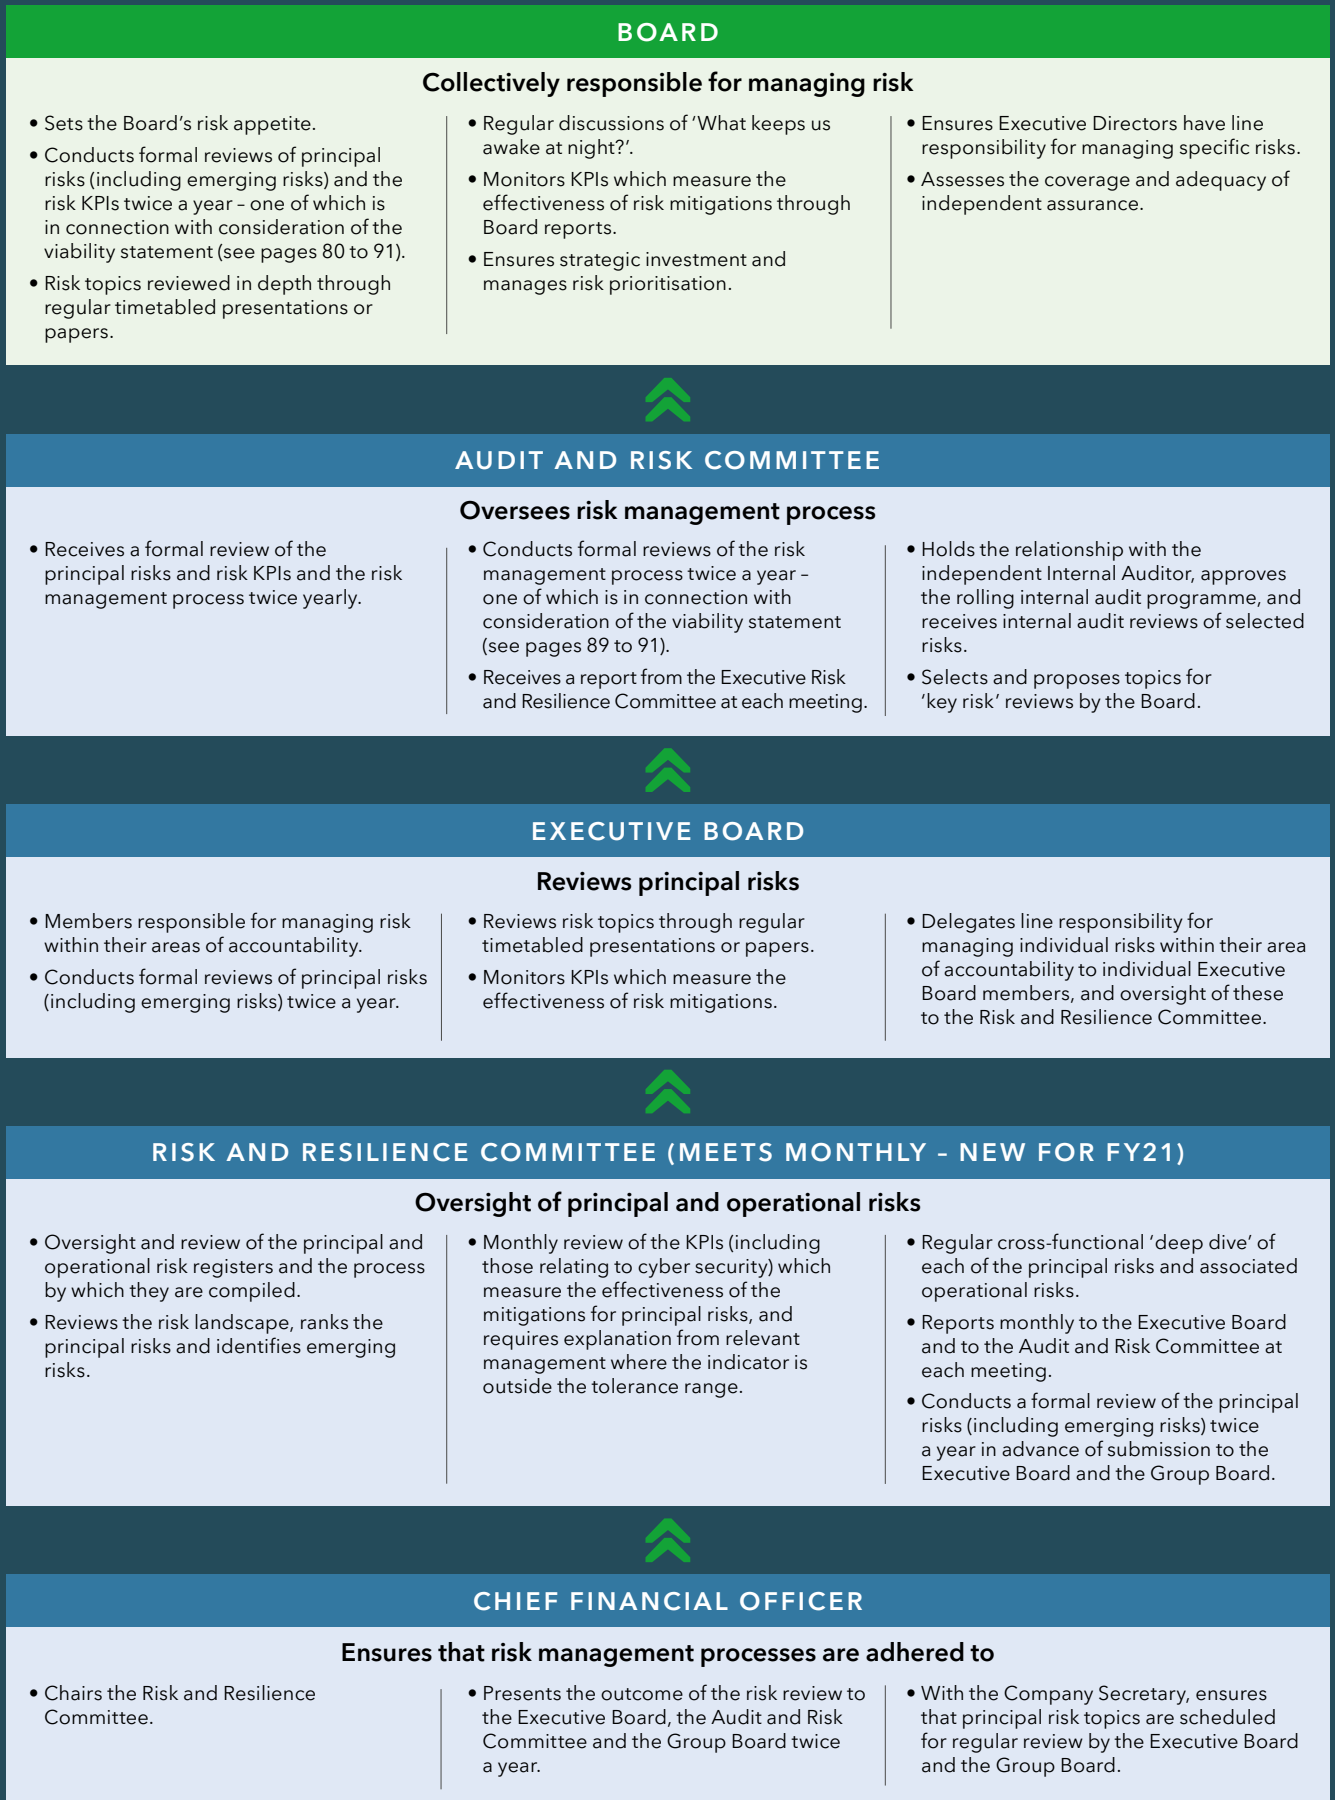 BOARD
Collectively responsible for managing risk
• Sets the Board’s risk appetite.
• Conducts formal reviews of principal
risks (including emerging risks) and the
risk KPIs twice a year – one of which is
in connection with consideration of the
viability statement (see pages 80 to 91).
• Risk topics reviewed in depth through
regular timetabled presentations or
papers.
• Regular discussions of ‘What keeps us
awake at night?’.
• Monitors KPIs which measure the
effectiveness of risk mitigations through
Board reports.
• Ensures strategic investment and
manages risk prioritisation.
• Ensures Executive Directors have line
responsibility for managing specific risks.
• Assesses the coverage and adequacy of
independent assurance.
AUDIT AND RISK COMMITTEE
Oversees risk management process
• Receives a formal review of the
principal risks and risk KPIs and the risk
management process twice yearly.
• Conducts formal reviews of the risk
management process twice a year –
one of which is in connection with
consideration of the viability statement
(see pages 89 to 91).
• Receives a report from the Executive Risk
and Resilience Committee at each meeting.
• Holds the relationship with the
independent Internal Auditor, approves
the rolling internal audit programme, and
receives internal audit reviews of selected
risks.
• Selects and proposes topics for
‘key risk’ reviews by the Board.
EXECUTIVE BOARD
Reviews principal risks
• Members responsible for managing risk
within their areas of accountability.
• Conducts formal reviews of principal risks
(including emerging risks) twice a year.
• Reviews risk topics through regular
timetabled presentations or papers.
• Monitors KPIs which measure the
effectiveness of risk mitigations.
• Delegates line responsibility for
managing individual risks within their area
of accountability to individual Executive
Board members, and oversight of these
to the Risk and Resilience Committee.
RISK AND RESILIENCE COMMITTEE (MEETS MONTHLY – NEW FOR FY21)
Oversight of principal and operational risks
• Oversight and review of the principal and
operational risk registers and the process
by which they are compiled.
• Reviews the risk landscape, ranks the
principal risks and identifies emerging
risks.
• Monthly review of the KPIs (including
those relating to cyber security) which
measure the effectiveness of the
mitigations for principal risks, and
requires explanation from relevant
management where the indicator is
outside the tolerance range.
• Regular cross-functional ‘deep dive’ of
each of the principal risks and associated
operational risks.
• Reports monthly to the Executive Board
and to the Audit and Risk Committee at
each meeting.
• Conducts a formal review of the principal
risks (including emerging risks) twice
a year in advance of submission to the
Executive Board and the Group Board.
CHIEF FINANCIAL OFFICER
Ensures that risk management processes are adhered to
• Chairs the Risk and Resilience
Committee.
• Presents the outcome of the risk review to
the Executive Board, the Audit and Risk
Committee and the Group Board twice
a year.
• With the Company Secretary, ensures
that principal risk topics are scheduled
for regular review by the Executive Board
and the Group Board.